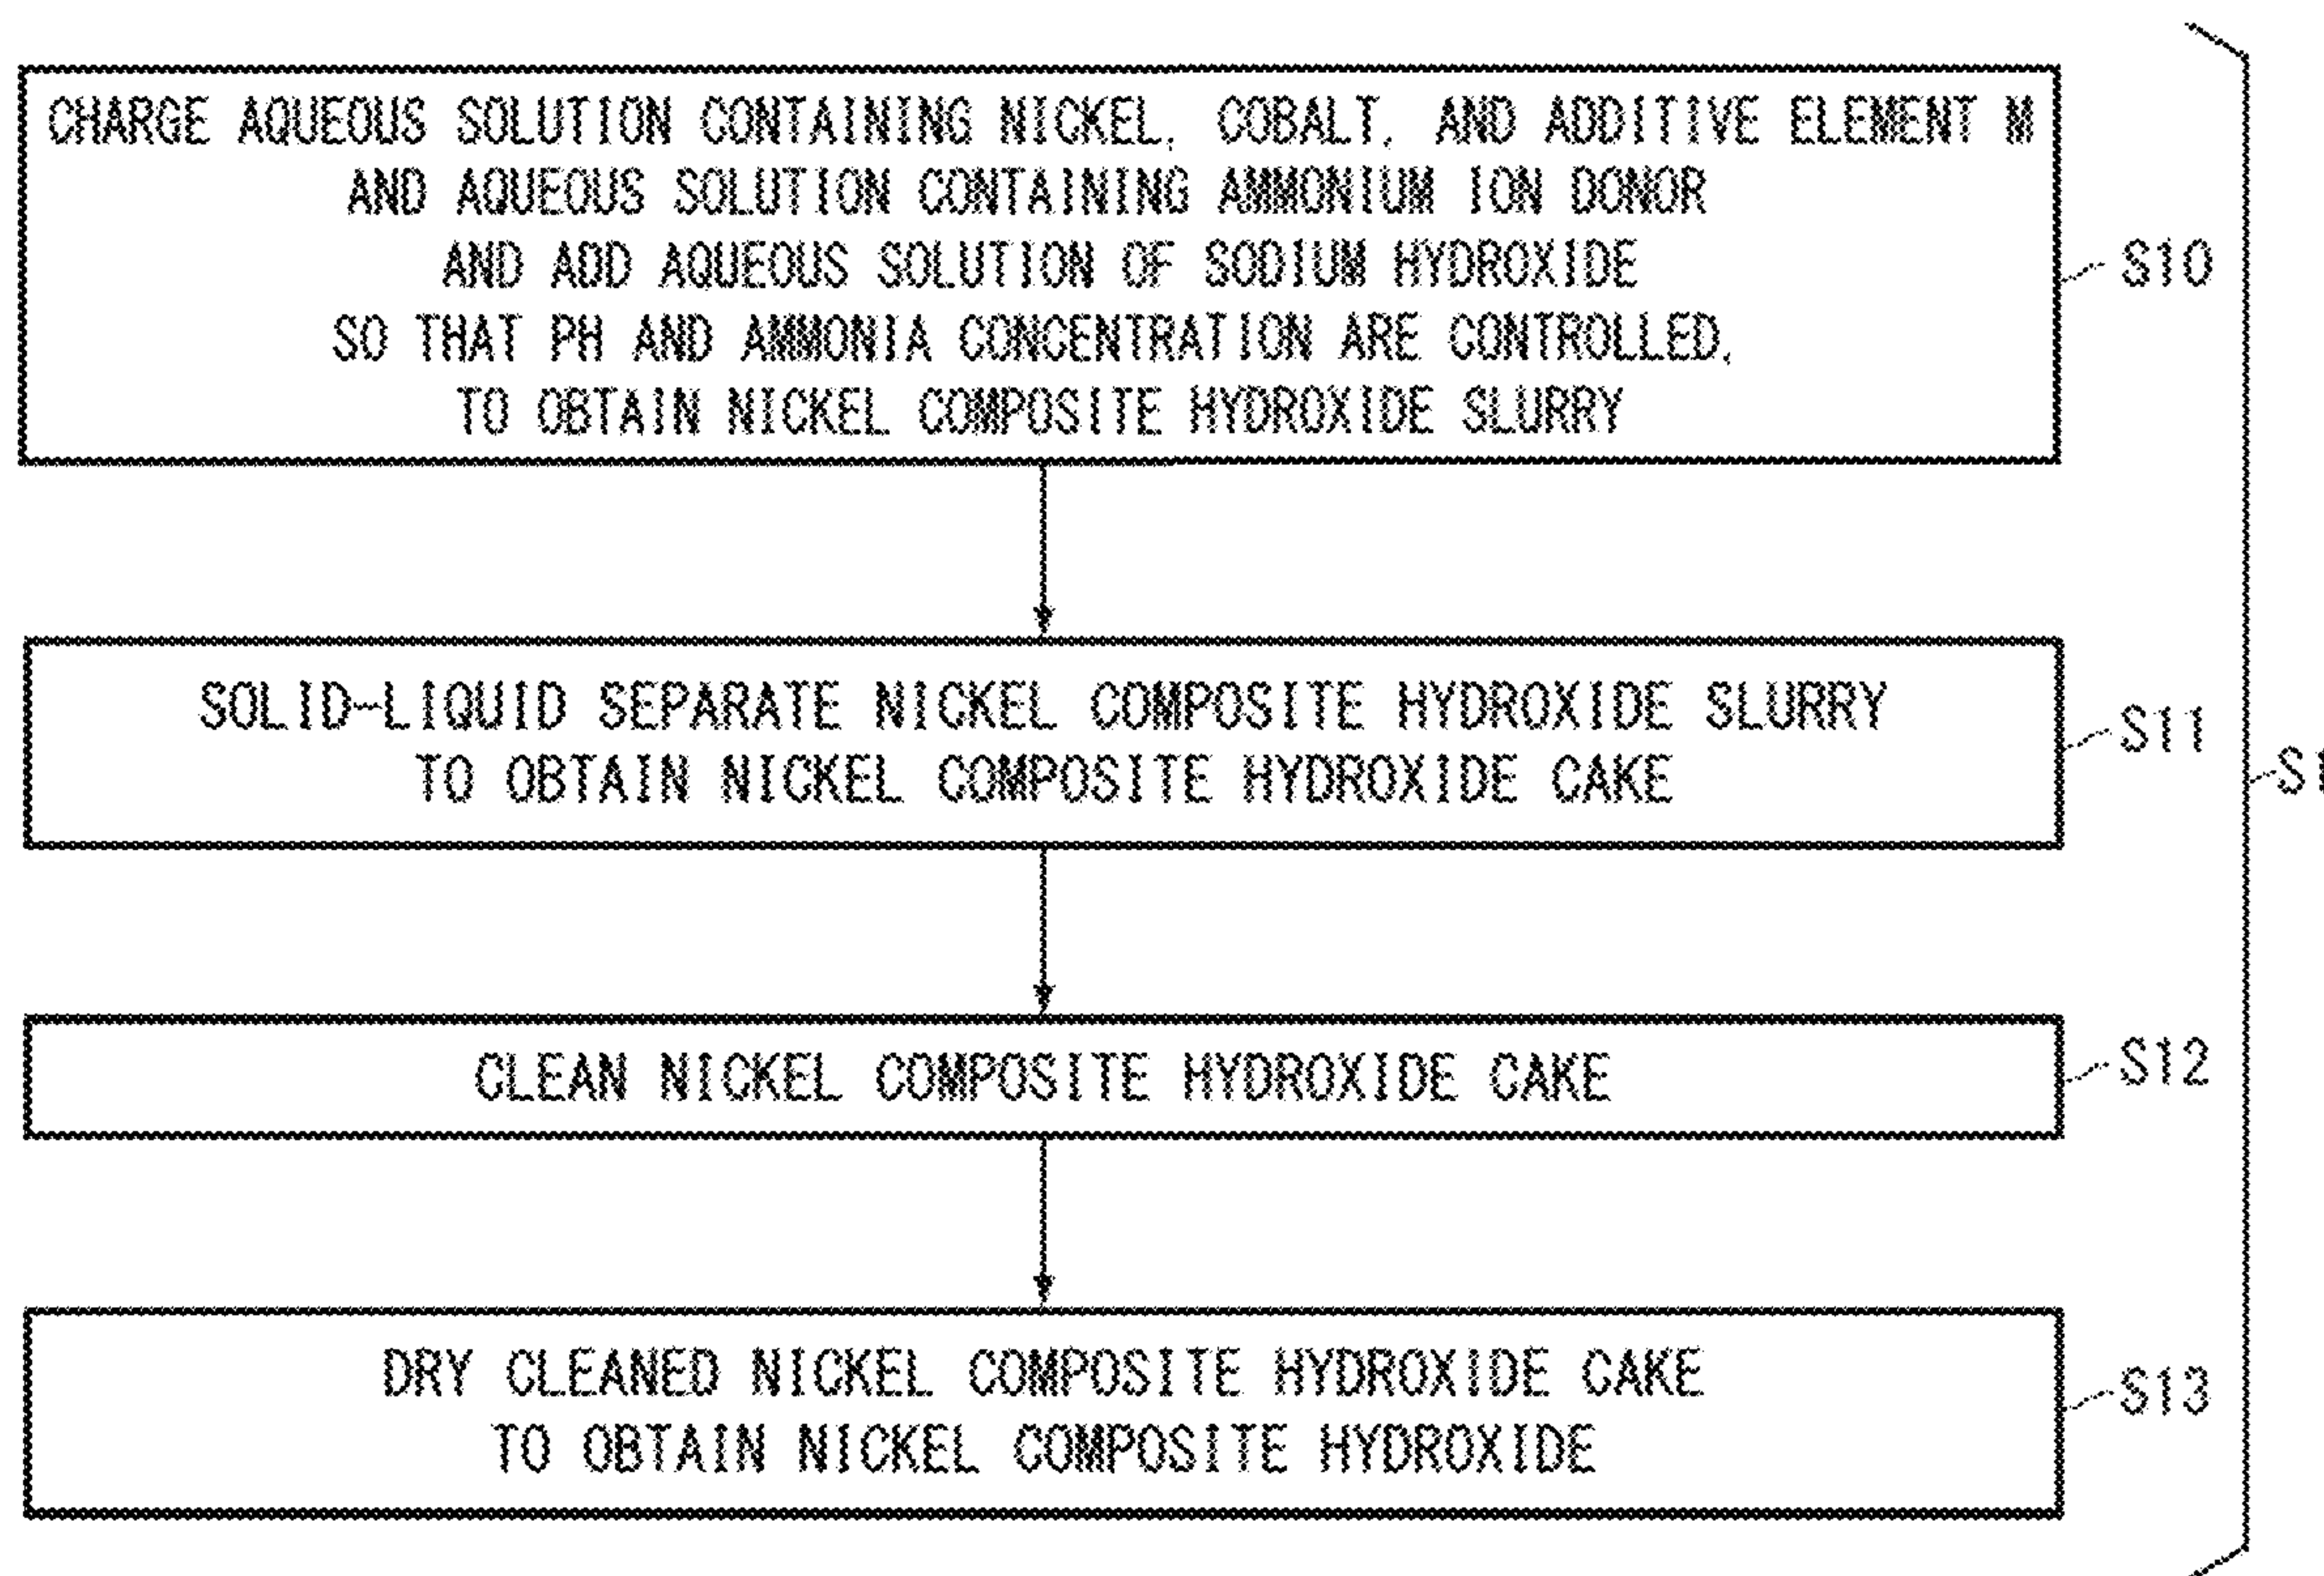 CHARGE AQUEOUS SOLUTION CONTAINING NICKEL, COBALT, AND ADDITIVE ELEMENT M
AND AQUEOUS SOLUTION CONTAINING AMMONIUM ION DONOR
AND ADD AQUEOUS SOLUTION OF SODIUM HYDROXIDE
SO THAT PH AND AMMONIA CONCENTRATION ARE CONTROLLED,
TO OBTAIN NICKEL COMPOSITE HYDROXIDE SLURRY
S10
SOLID-LIQUID SEPARATE NICKEL COMPOSITE HYDROXIDE SLURRY
TO OBTAIN NICKEL COMPOSITE HYDROXIDE CAKE
S11
S1
CLEAN NICKEL COMPOSITE HYDROXIDE CAKE
S12
DRY CLEANED NICKEL COMPOSITE HYDROXIDE CAKE
TO OBTAIN NICKEL COMPOSITE HYDROXIDE
S13